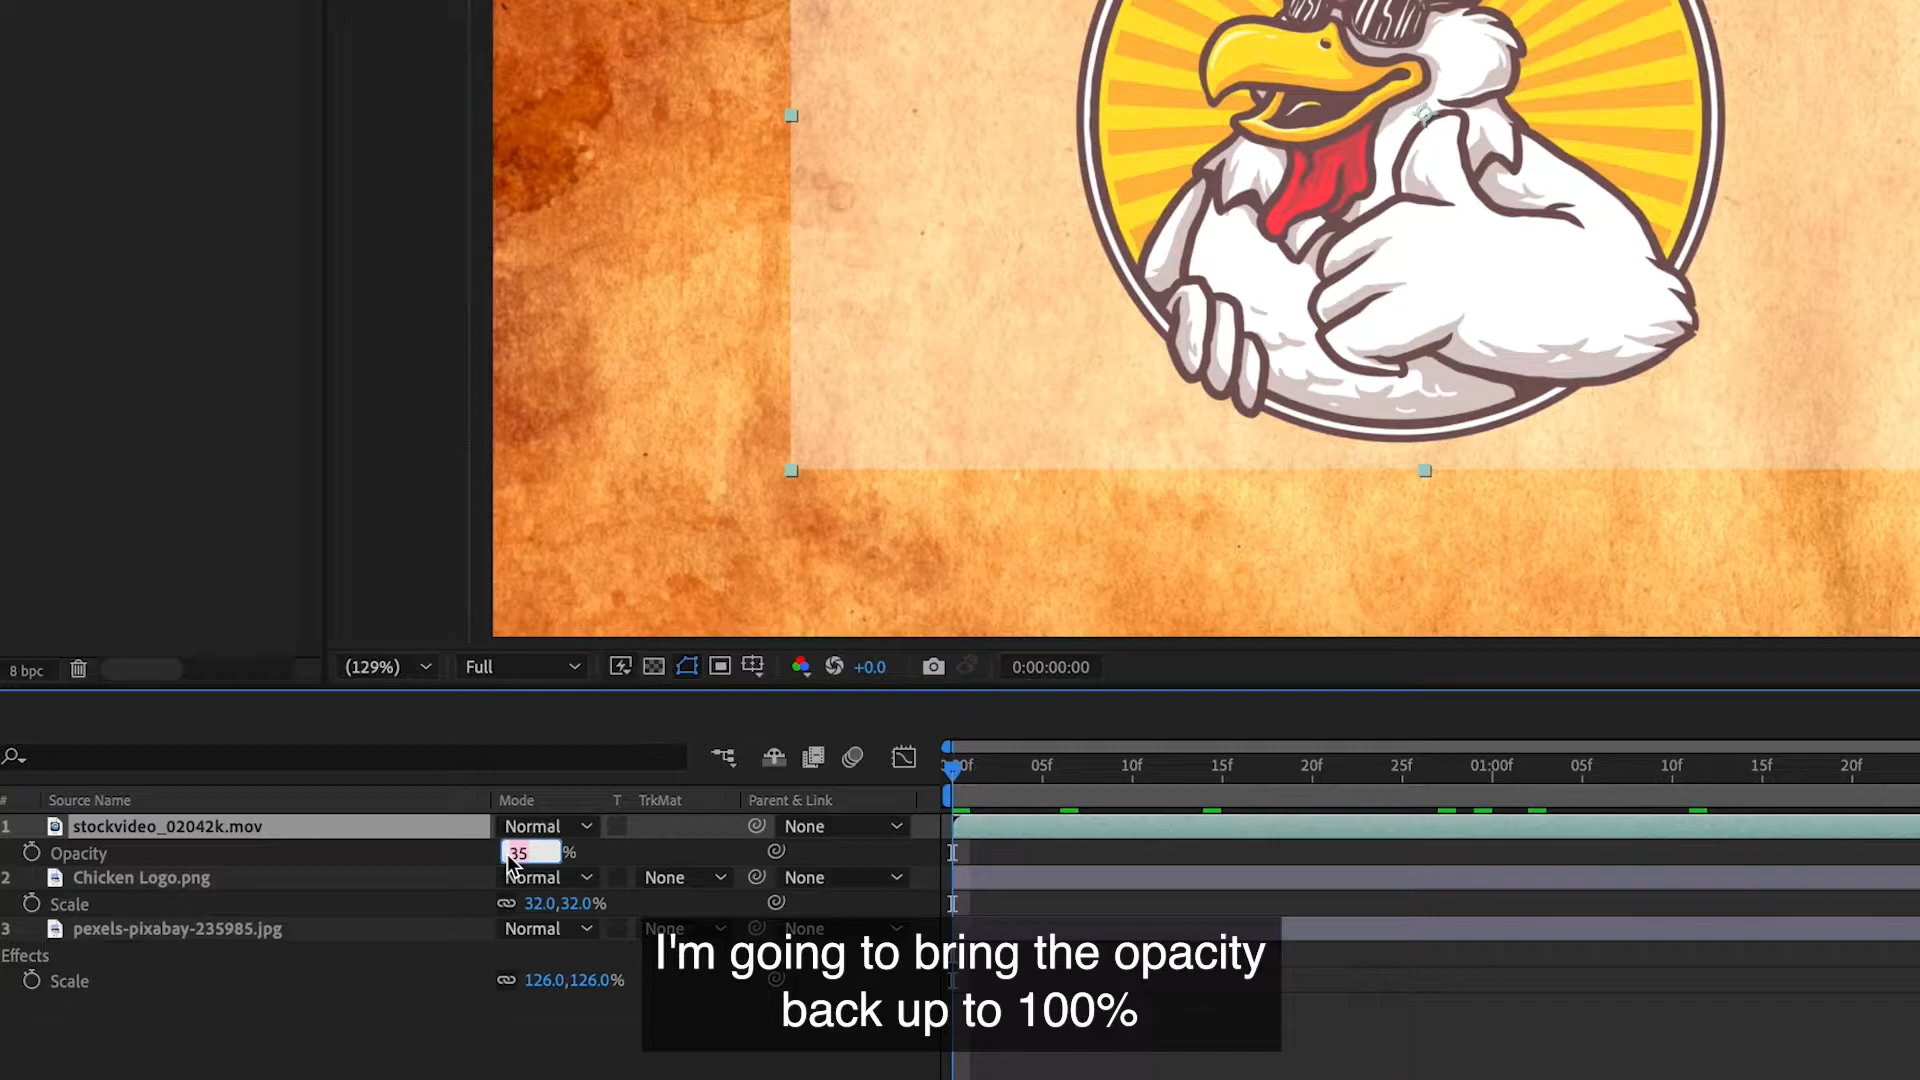 8 bpc
(129%)
Full
+0.0
0:00:00:00
05f 10f 15f 20f 25f 01:00f 05f 10f 15f 20f
# Source Name Mode T TrkMat Parent & Link
1 stockvideo_02042k.mov Normal None
Opacity 35 %
2 Chicken Logo.png Normal None None
Scale 32.0,32.0%
3 pexels-pixabay-235985.jpg Normal None None
Effects
Scale 126.0,126.0%
I'm going to bring the opacity
back up to 100%